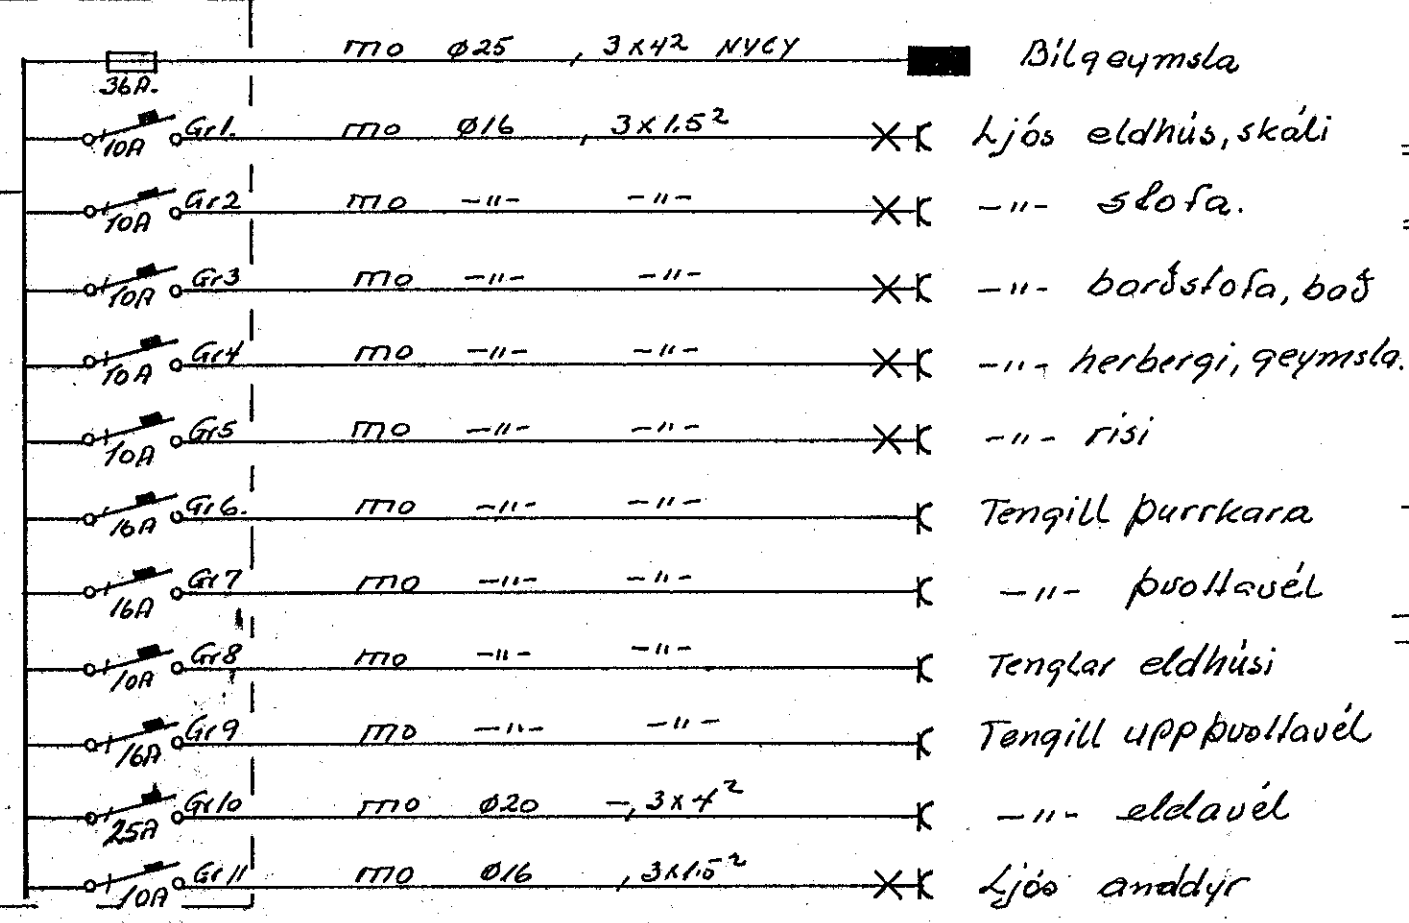 mo ø25 , 3x4² NYCY Bílgeymsla
36A.
10A Gr1. mo ø16 , 3x1.5² Ljós eldhús, skáli
10A Gr2 mo -"- -"- -"- stofa.
10A Gr3 mo -"- -"- -"- barðstofa, bað
10A Gr4 mo -"- -"- -"- herbergi, geymsla.
10A Gr5 mo -"- -"- -"- risi
16A Gr6. mo -"- -"- Tengill þurrkara
16A Gr7 mo -"- -"- -"- þvottavél
10A Gr8 mo -"- -"- Tenglar eldhúsi
16A Gr9 mo -"- -"- Tengill uppþvottavél
25A Gr10 mo ø20 -, 3x4² -"- eldavél
10A Gr11 mo ø16 , 3x1.5² Ljós anddyr